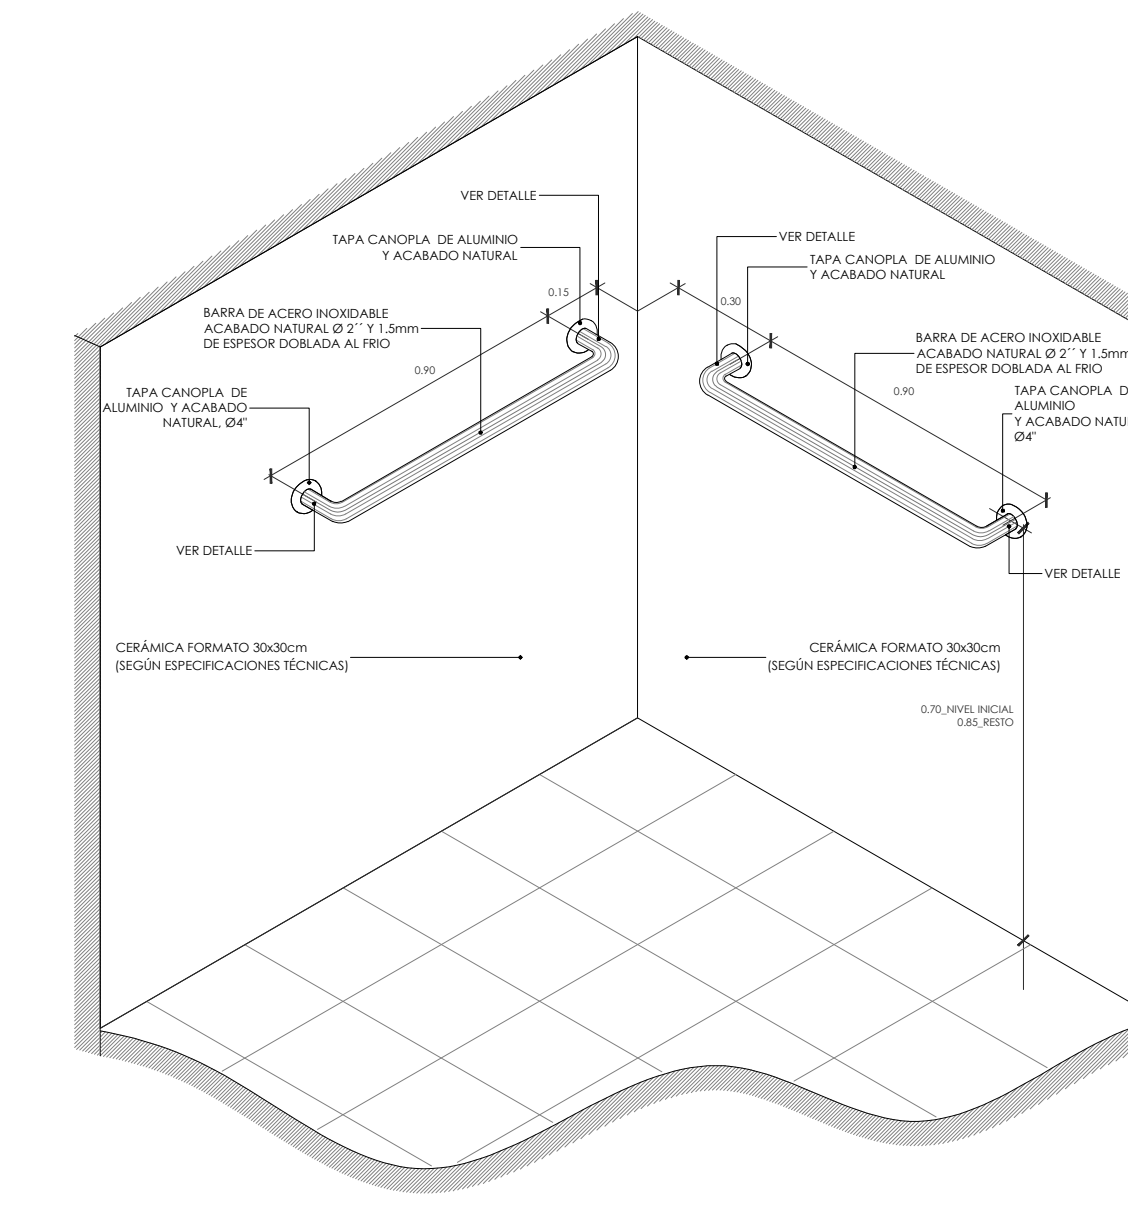 VER DETALLE
TAPA CANOPLA DE ALUMINIO
Y ACABADO NATURAL
0.15
BARRA DE ACERO INOXIDABLE
ACABADO NATURAL Ø 2´´ Y 1.5mm
DE ESPESOR DOBLADA AL FRIO
0.90
TAPA CANOPLA DE
ALUMINIO Y ACABADO
NATURAL, Ø4"
VER DETALLE
CERÁMICA FORMATO 30x30cm
(SEGÚN ESPECIFICACIONES TÉCNICAS)
VER DETALLE
TAPA CANOPLA DE ALUMINIO
Y ACABADO NATURAL
0.30
BARRA DE ACERO INOXIDABLE
ACABADO NATURAL Ø 2´´ Y 1.5mm
DE ESPESOR DOBLADA AL FRIO
0.90
TAPA CANOPLA D
ALUMINIO
Y ACABADO NATU
Ø4"
VER DETALLE
CERÁMICA FORMATO 30x30cm
(SEGÚN ESPECIFICACIONES TÉCNICAS)
0.70_NIVEL INICIAL
0.85_RESTO